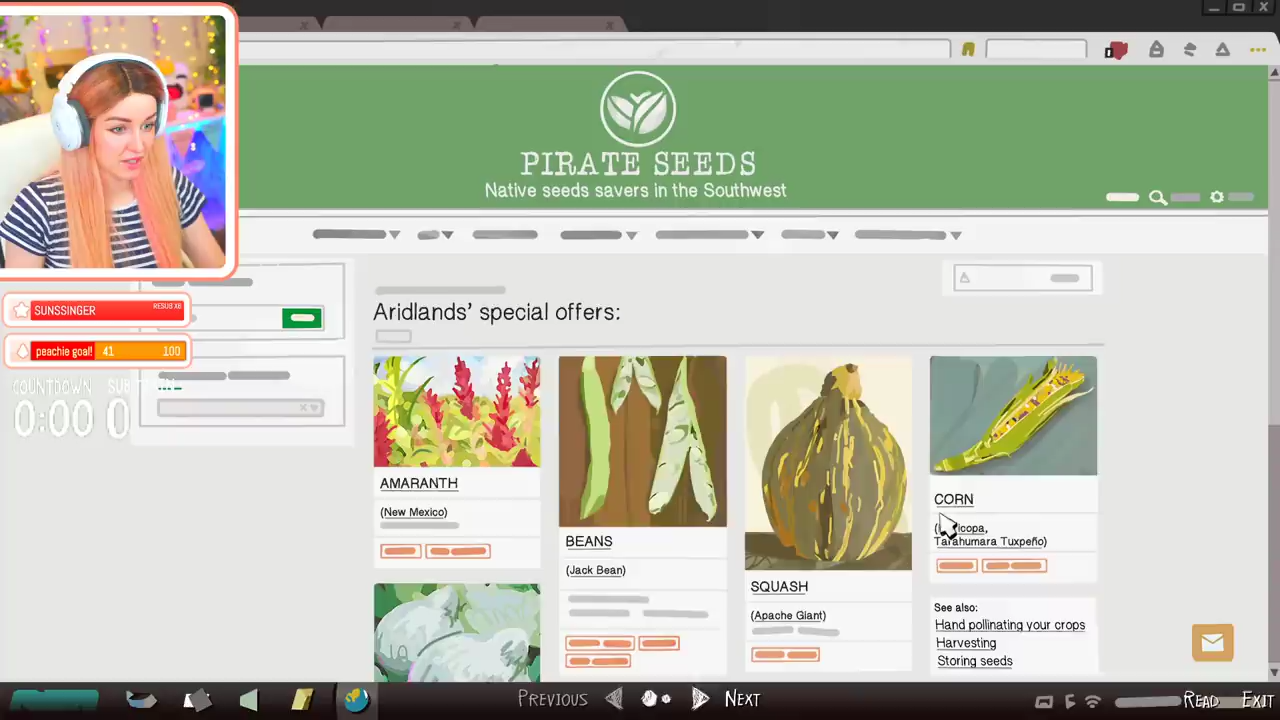 PIRATE SEEDS
Native seeds savers in the Southwest
SUNSSINGER
RESUB X6
peachie goal! 41 100
COUNTDOWN
0:00 0
Aridlands' special offers:
AMARANTH
(New Mexico)
BEANS
(Jack Bean)
SQUASH
(Apache Giant)
CORN
Tarahumara Tuxpeño)
See also:
Hand pollinating your crops
Harvesting
Storing seeds
PREVIOUS
NEXT
READ
EXIT